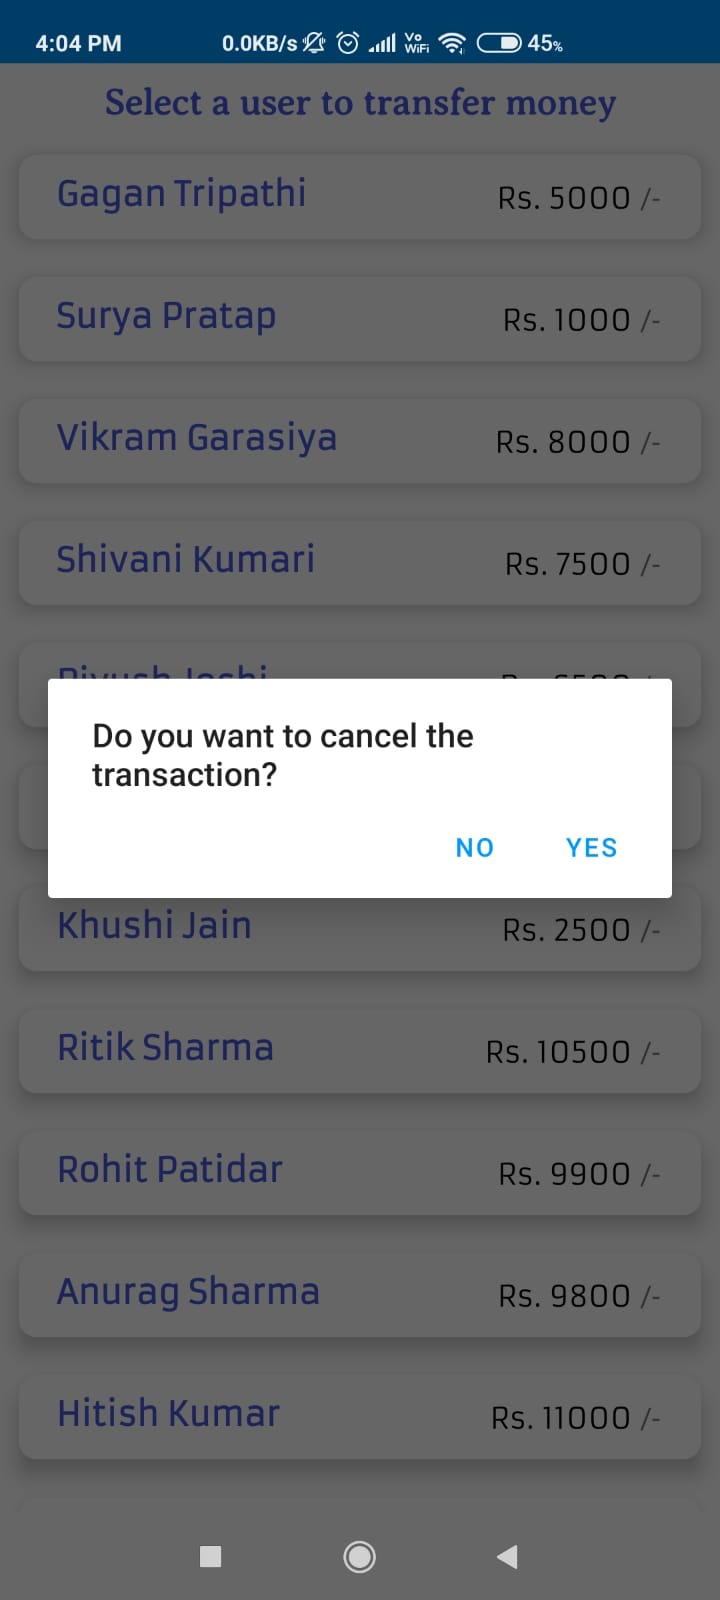 4:04 PM 0.0KB/s Vo WiFi 45%
Select a user to transfer money
Gagan Tripathi Rs. 5000 /-
Surya Pratap Rs. 1000 /-
Vikram Garasiya Rs. 8000 /-
Shivani Kumari Rs. 7500 /-
Do you want to cancel the
transaction?
NO YES
Khushi Jain Rs. 2500 /-
Ritik Sharma Rs. 10500 /-
Rohit Patidar Rs. 9900 /-
Anurag Sharma Rs. 9800 /-
Hitish Kumar Rs. 11000 /-